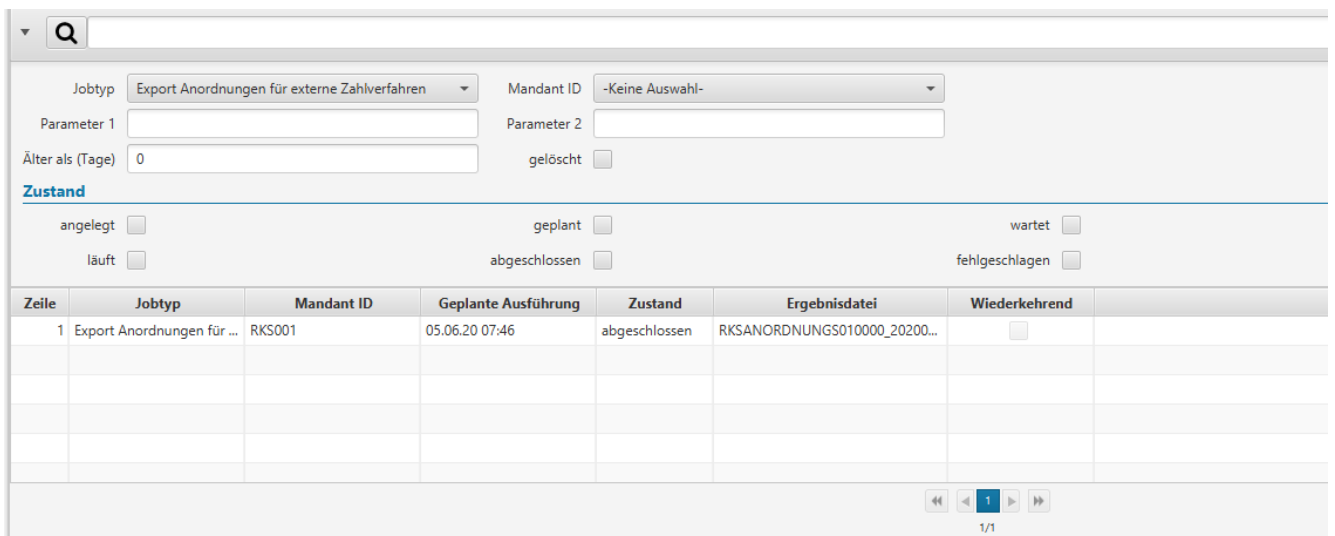 Jobtyp Export Anordnungen für externe Zahlverfahren Mandant ID -Keine Auswahl-
Parameter 1 Parameter 2
Älter als (Tage) 0 gelöscht
Zustand
angelegt geplant wartet
läuft abgeschlossen fehlgeschlagen
Zeile Jobtyp Mandant ID Geplante Ausführung Zustand Ergebnisdatei Wiederkehrend
1 Export Anordnungen für ... RKS001 05.06.20 07:46 abgeschlossen RKSANORDNUNGS010000_20200...
1
1/1